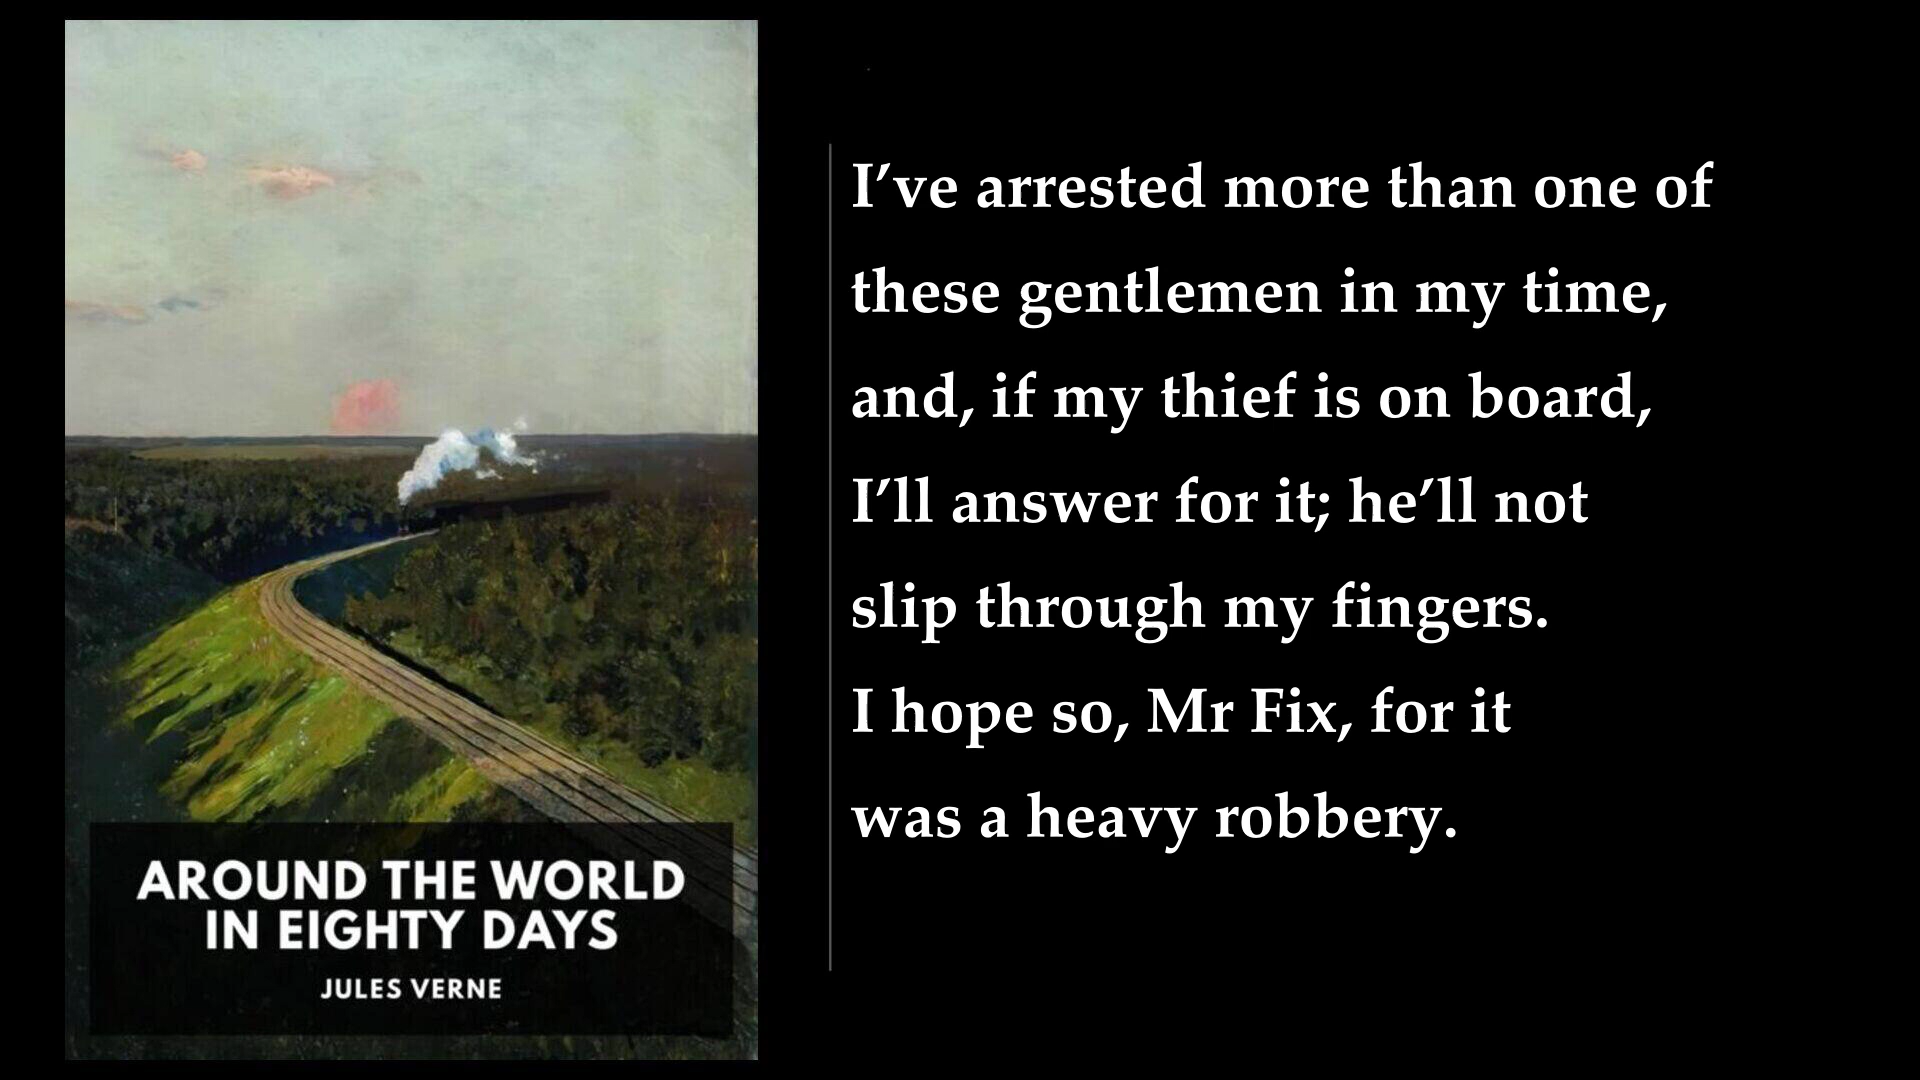 I’ve arrested more than one of
these gentlemen in my time,
and, if my thief is on board,
I’ll answer for it; he’ll not
slip through my fingers.
I hope so, Mr Fix, for it
was a heavy robbery.
AROUND THE WORLD
IN EIGHTY DAYS
JULES VERNE